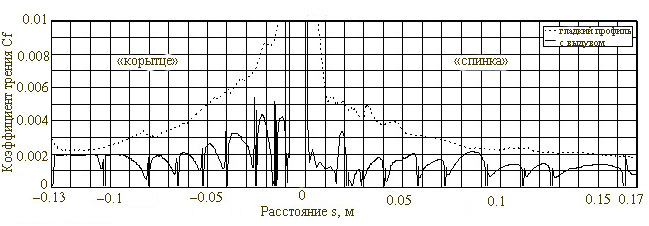 0.01
0.008
0.006
0.004
0.002
0
Коэффициент трения Cf
«корытце»
«спинка»
гладкий профиль
с выдувом
−0.13
−0.1
−0.05
0
0.05
0.1
0.15
0.17
Расстояние s, м